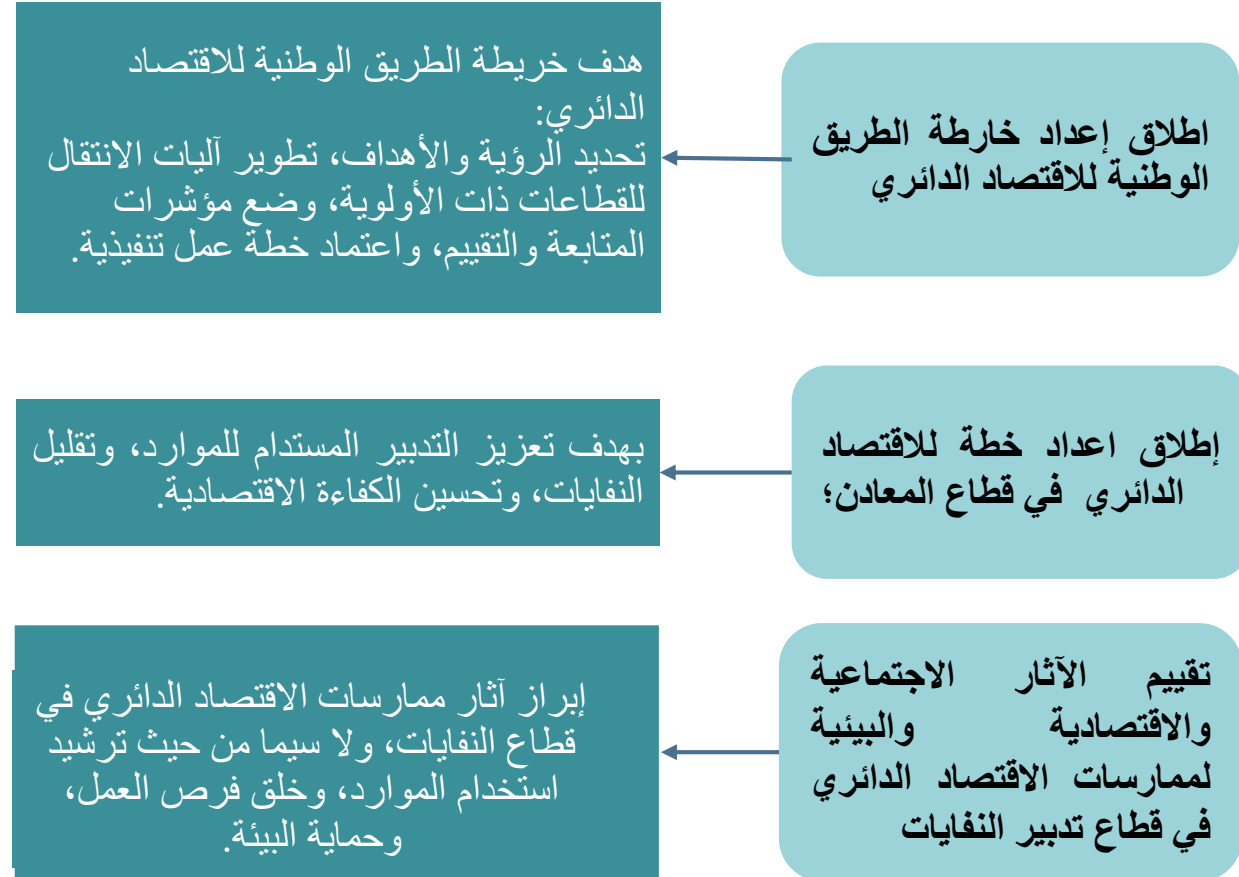 اطلاق إعداد خارطة الطريق
الوطنية للاقتصاد الدائري
هدف خريطة الطريق الوطنية للاقتصاد
الدائري:
تحديد الرؤية والأهداف، تطوير آليات الانتقال
للقطاعات ذات الأولوية، وضع مؤشرات
المتابعة والتقييم، واعتماد خطة عمل تنفيذية.
إطلاق اعداد خطة للاقتصاد
الدائري في قطاع المعادن؛
بهدف تعزيز التدبير المستدام للموارد، وتقليل
النفايات، وتحسين الكفاءة الاقتصادية.
تقييم الآثار الاجتماعية
والاقتصادية والبيئية
لممارسات الاقتصاد الدائري
في قطاع تدبير النفايات
إبراز آثار ممارسات الاقتصاد الدائري في
قطاع النفايات، ولا سيما من حيث ترشيد
استخدام الموارد، وخلق فرص العمل،
وحماية البيئة.